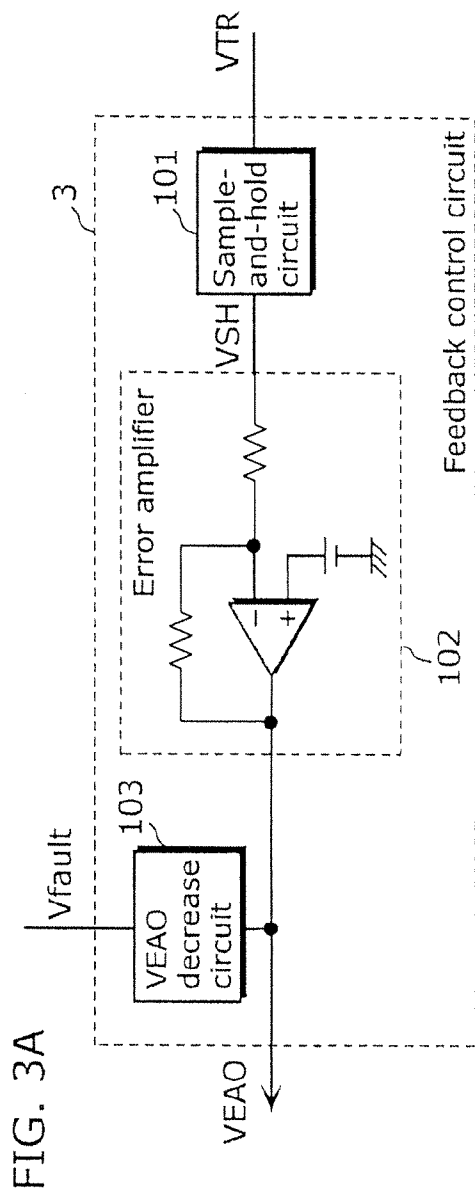 FIG. 3A
Vfault
3
103
VEAO
decrease
circuit
VEAO
Error amplifier
−
+
102
VSH
101
Sample-
and-hold
circuit
VTR
Feedback control circuit